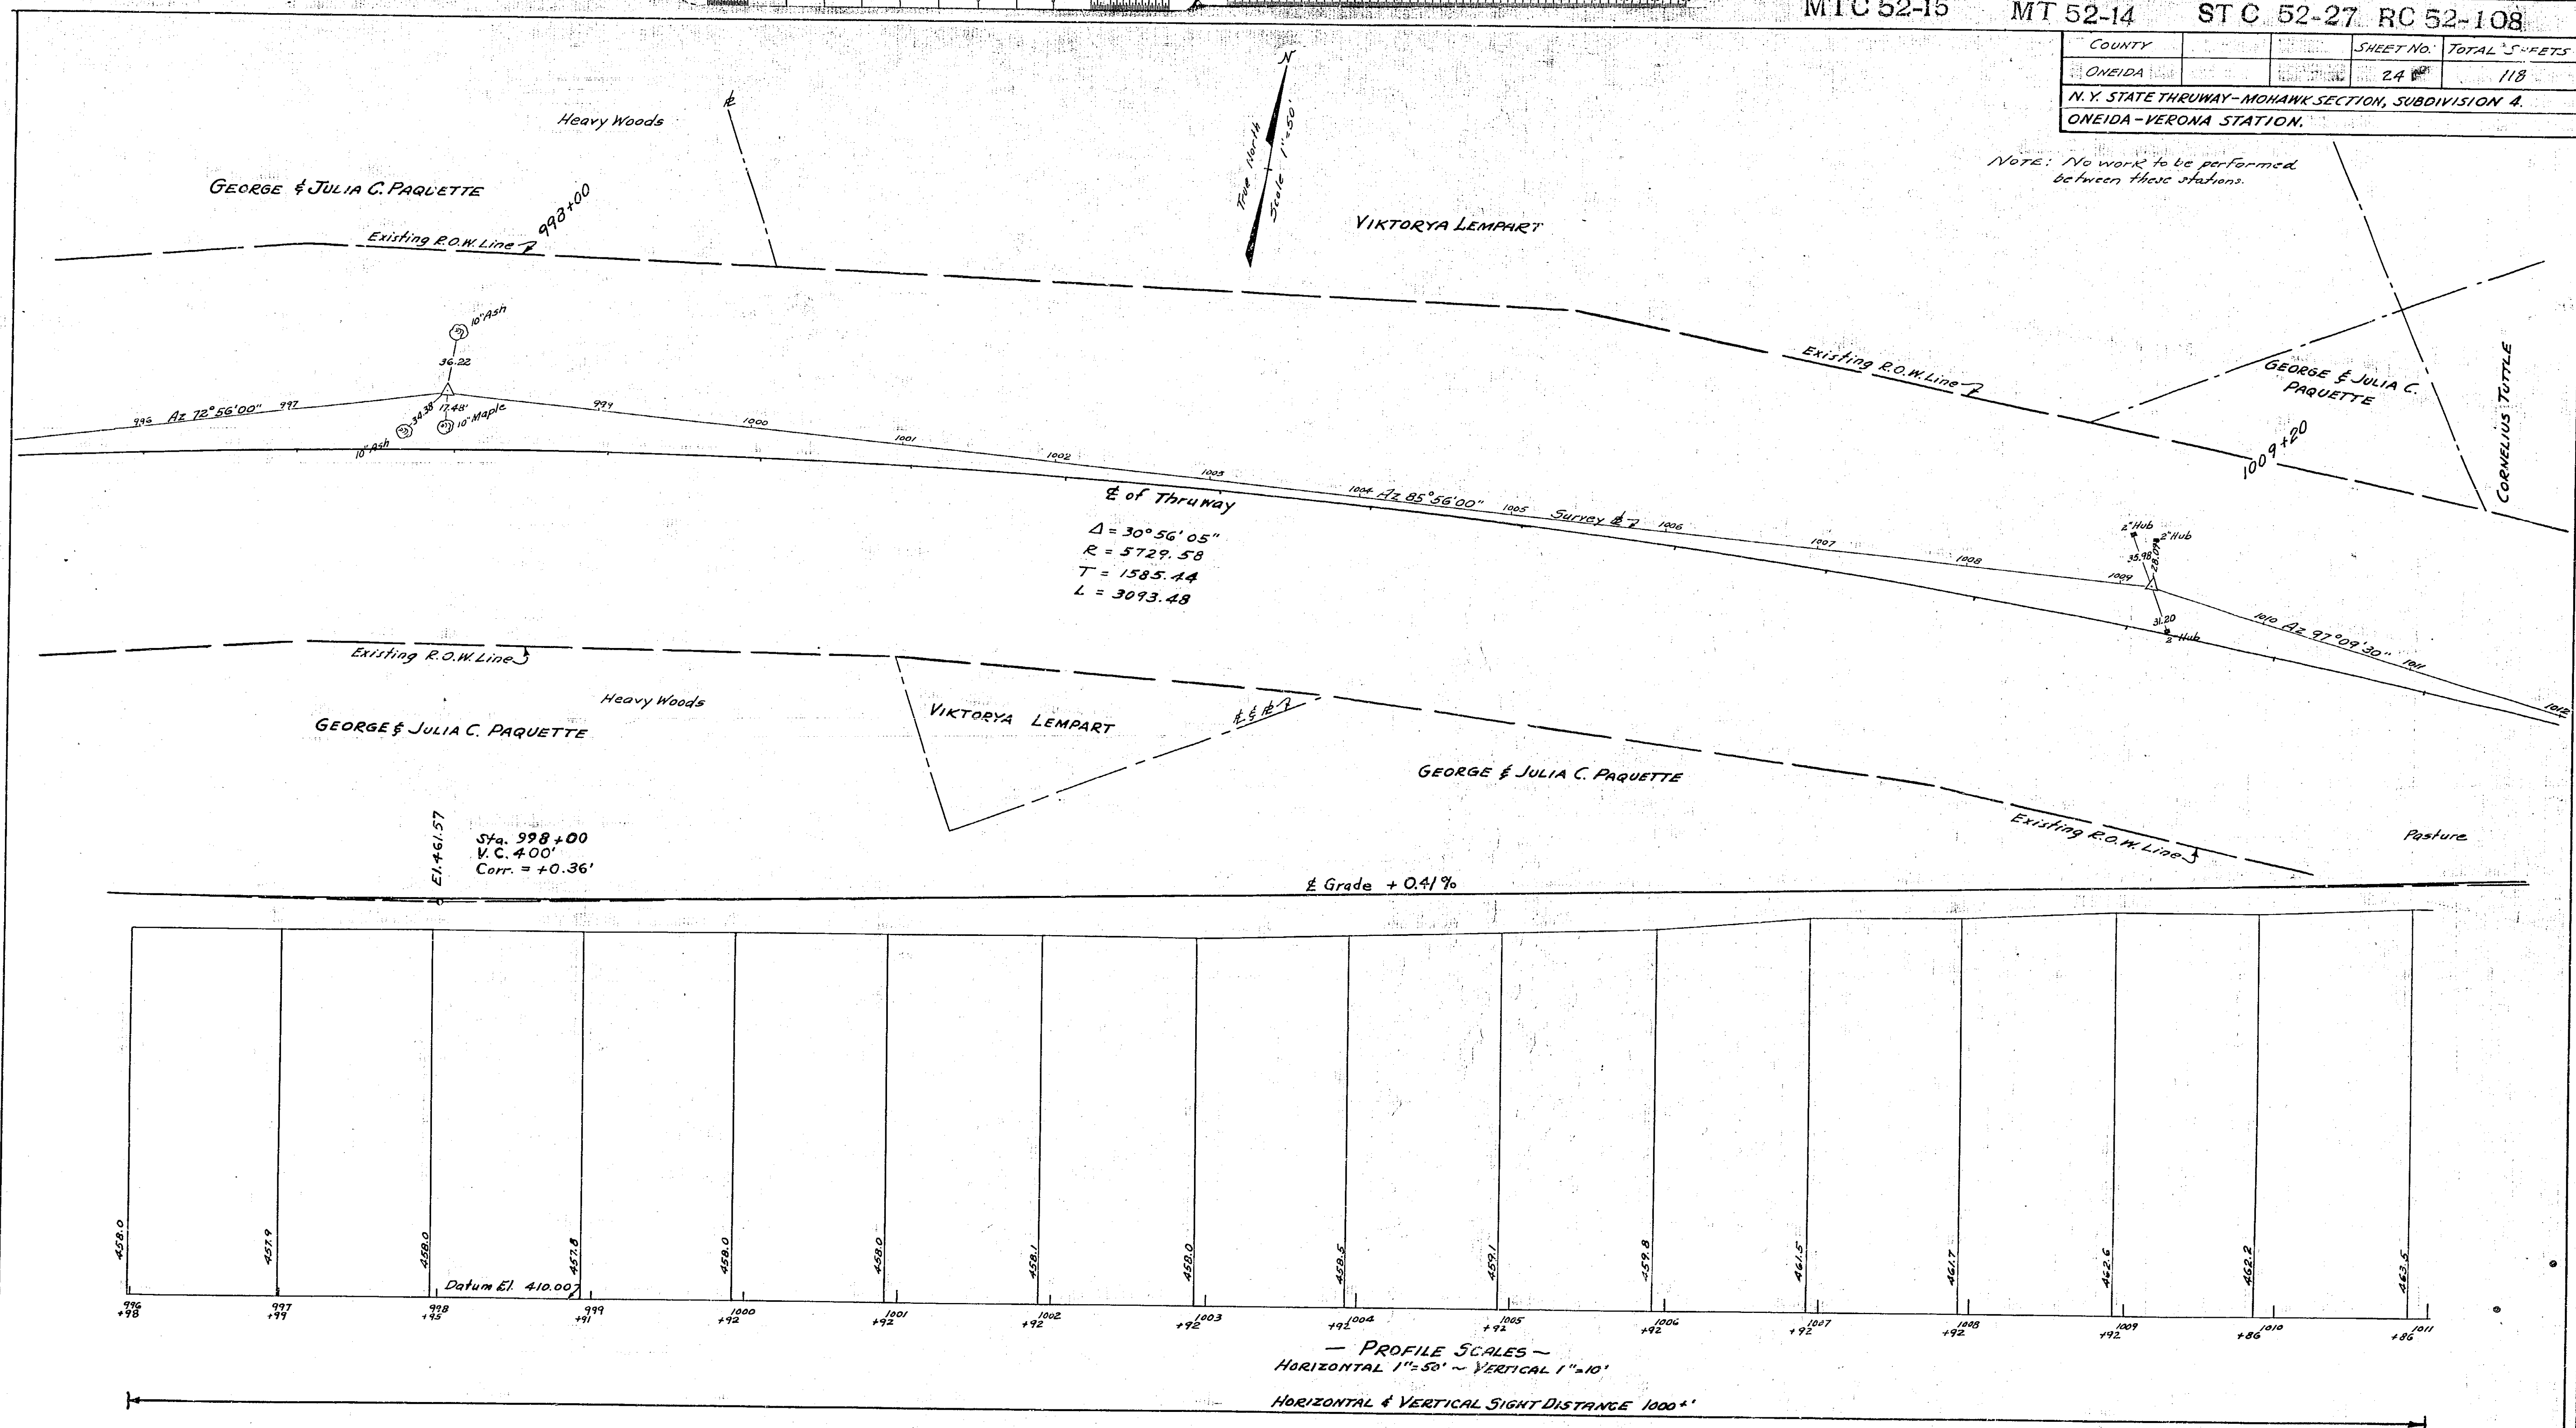 MTC 52-15 MT 52-14 ST C 52-27 RC 52-108
COUNTY SHEET NO. TOTAL SHEETS
ONEIDA 24 118
N.Y. STATE THRUWAY-MOHAWK SECTION, SUBDIVISION 4.
ONEIDA-VERONA STATION.
NOTE: No work to be performed
between these stations.
N
True North
Scale 1"=50'
Heavy Woods
GEORGE & JULIA C. PAQUETTE
Existing R.O.W. Line
998+00
VIKTORYA LEMPART
Existing R.O.W. Line
GEORGE & JULIA C.
PAQUETTE
CORNELIUS TUTTLE
1009+20
10" Ash
36.22
34.38
17.48'
10" Maple
10" Ash
996 Az 72°56'00" 997
999 1000 1001 1002 1003 1004 Az 85°56'00" 1005 Survey ℄ 1006 1007 1008 1009
2" Hub
2" Hub
35.98
28.09
31.20
2" Hub
1010 Az 97°09'30" 1011 1012
℄ of Thruway
Δ = 30°56'05"
R = 5729.58
T = 1585.44
L = 3093.48
Existing R.O.W. Line
Heavy Woods
GEORGE & JULIA C. PAQUETTE
VIKTORYA LEMPART
GEORGE & JULIA C. PAQUETTE
Existing R.O.W. Line
Pasture
El. 461.57
Sta. 998+00
V.C. 400'
Corr. = +0.36'
℄ Grade + 0.41%
458.0 457.9 458.0 457.8 458.0 458.0 458.1 458.0 458.5 459.1 459.8 461.5 461.7 462.6 462.2 463.5
Datum El. 410.00
996 997 998 999 1000 1001 1002 1003 1004 1005 1006 1007 1008 1009 1010 1011
+98 +99 +95 +91 +92 +92 +92 +92 +92 +92 +92 +92 +92 +92 +86 +86
— PROFILE SCALES —
HORIZONTAL 1"=50' ~ VERTICAL 1"=10'
HORIZONTAL & VERTICAL SIGHT DISTANCE 1000+'